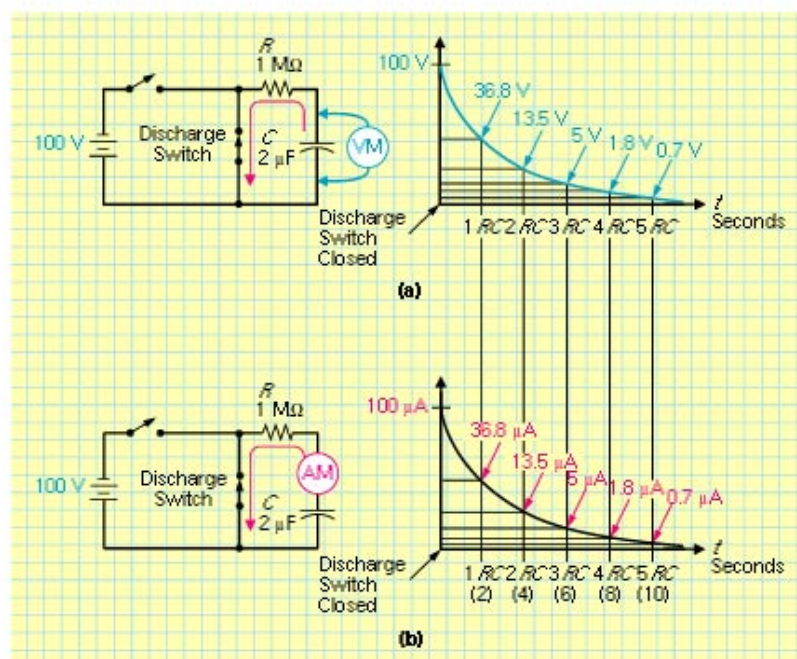 R
1 MΩ
100 V
Discharge
Switch
C
2 µF
VM
100 V
36.8 V
13.5 V
5 V
1.8 V
0.7 V
t
Seconds
Discharge
Switch
Closed
1 RC 2 RC 3 RC 4 RC 5 RC
(a)
R
1 MΩ
100 V
Discharge
Switch
C
2 µF
AM
100 µA
36.8 µA
13.5 µA
5 µA
1.8 µA
0.7 µA
t
Seconds
Discharge
Switch
Closed
1 RC 2 RC 3 RC 4 RC 5 RC
(2) (4) (6) (8) (10)
(b)